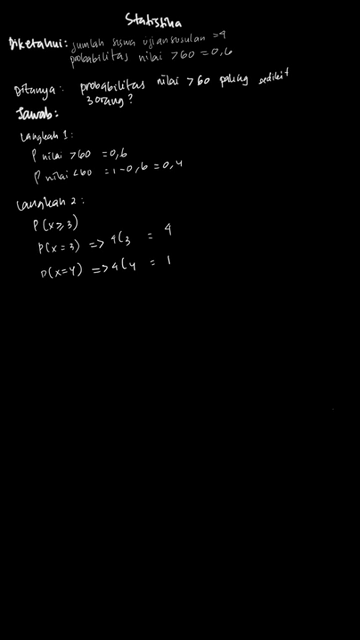 Statistika
Diketahui: jumlah siswa ujian susulan = 4
probabilitas nilai > 60 = 0,6
Ditanya: probabilitas nilai > 60 paling sedikit
3 orang?
Jawab:
Langkah 1:
P nilai > 60 = 0,6
P nilai < 60 = 1 - 0,6 = 0,4
Langkah 2:
P(x ≥ 3)
P(x = 3) => 4C3 = 4
P(x = 4) => 4C4 = 1